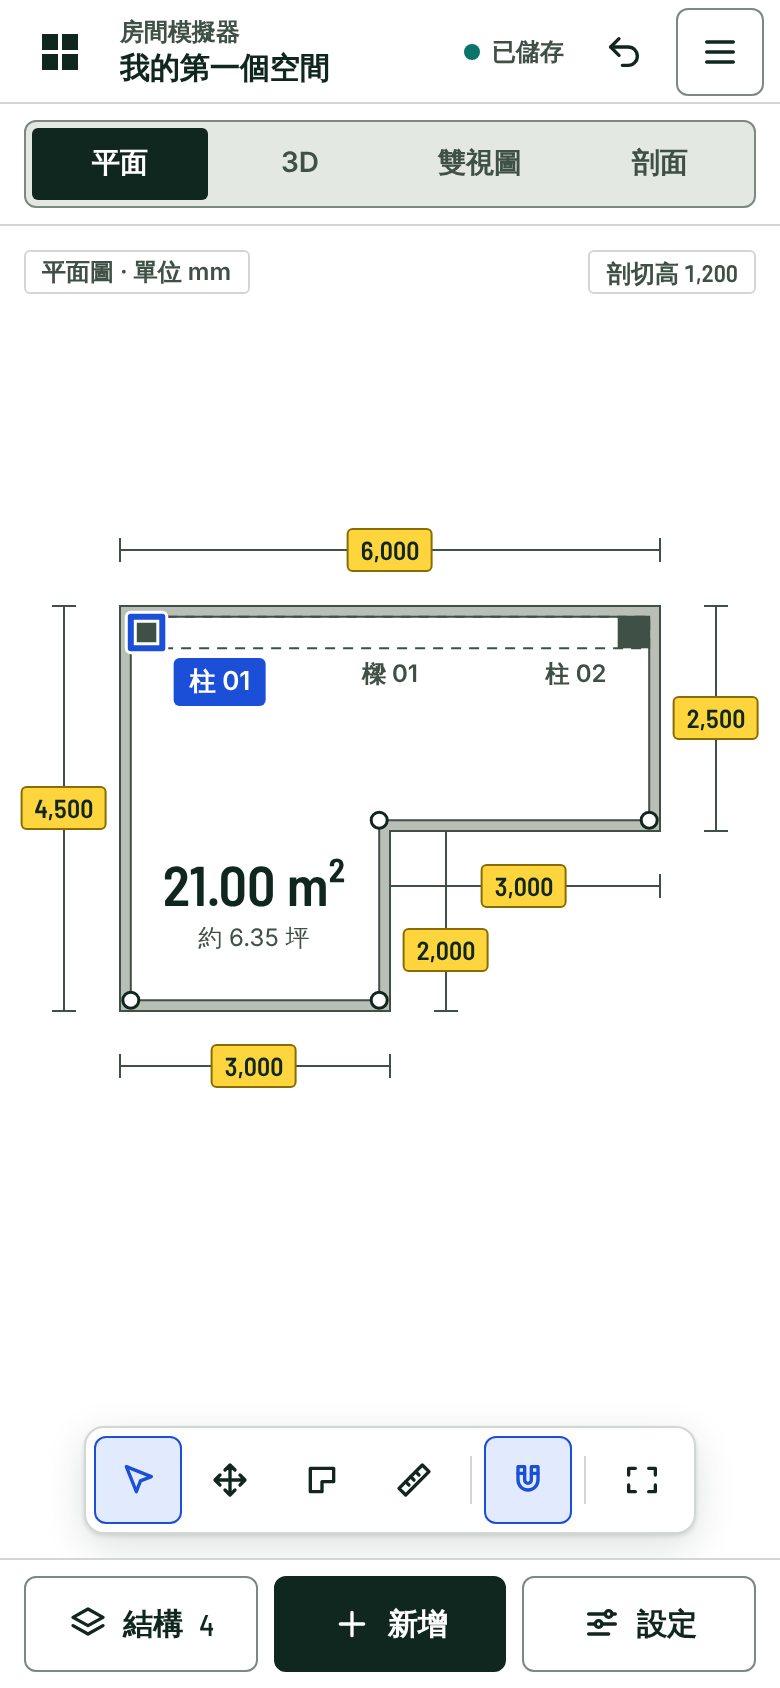 房間模擬器
我的第一個空間
已儲存
平面
3D
雙視圖
剖面
平面圖 · 單位 mm
剖切高 1,200
6,000
柱 01
樑 01
柱 02
2,500
4,500
21.00 m²
約 6.35 坪
3,000
2,000
3,000
結構 4
新增
設定